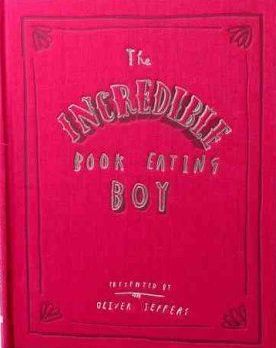 The
INCREDIBLE
BOOK EATING
BOY
PRESENTED BY
OLIVER JEFFERS